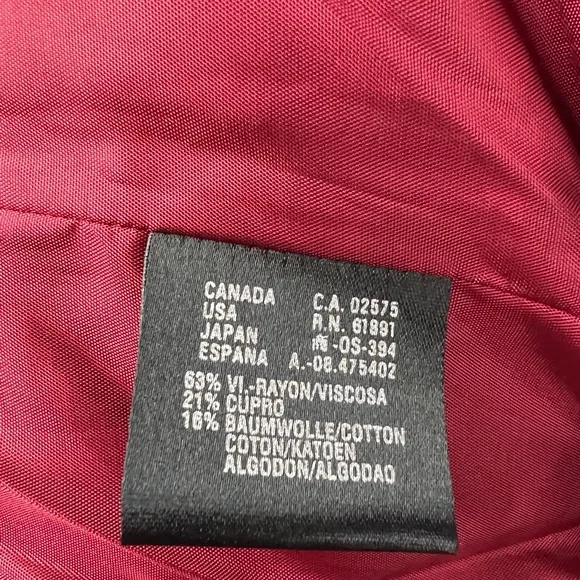 CANADA C.A. 02575
USA R.N. 61891
JAPAN -OS-394
ESPANA A.-08.475402
63% VI.-RAYON/VISCOSA
21% CUPRO
16% BAUMWOLLE/COTTON
COTON/KATOEN
ALGODON/ALGODAO